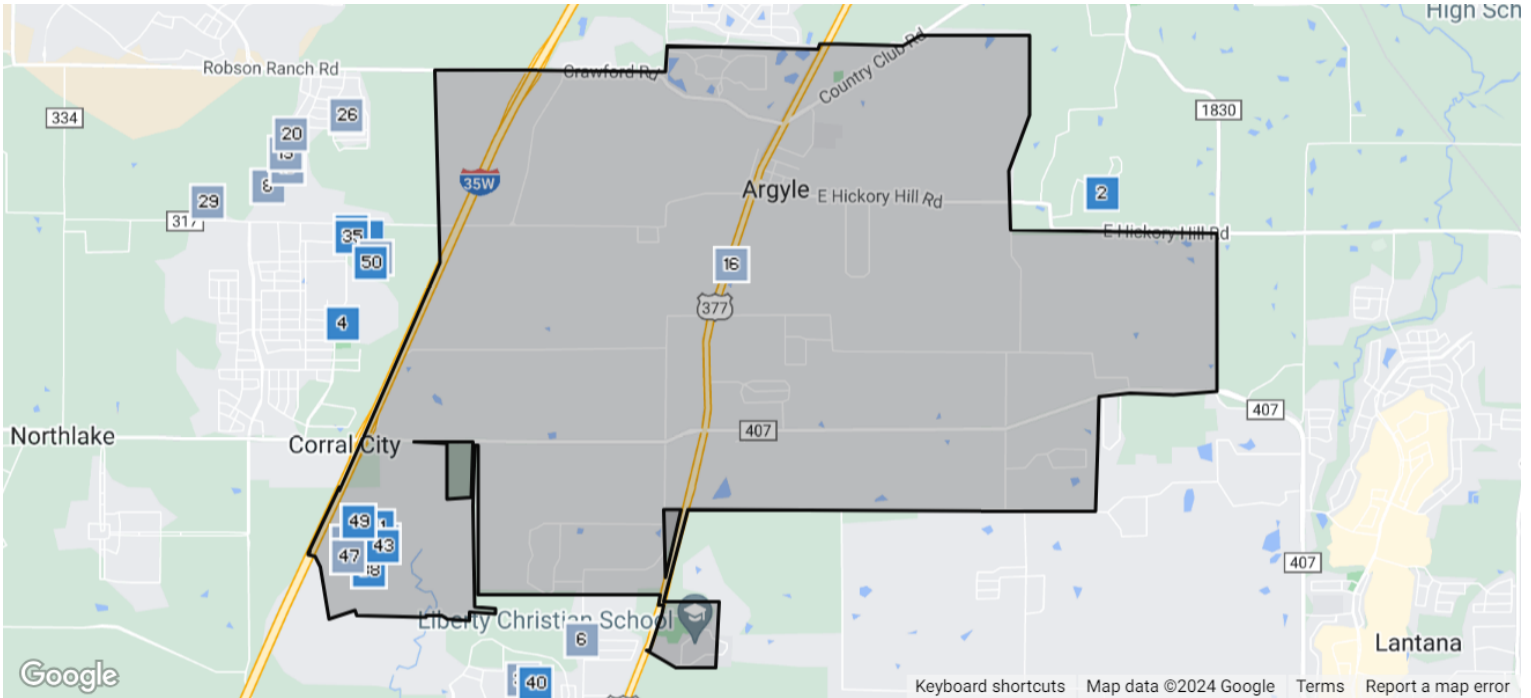 High Sch
Robson Ranch Rd
Crawford Rd
Country Club Rd
334
26
1830
20
35W
8
Argyle
E Hickory Hill Rd
2
29
317
35
E Hickory Hill Rd
50
16
377
4
407
407
Northlake
Corral City
49
1
43
47
38
407
Liberty Christian School
6
Lantana
40
Google
Keyboard shortcuts
Map data ©2024 Google
Terms
Report a map error